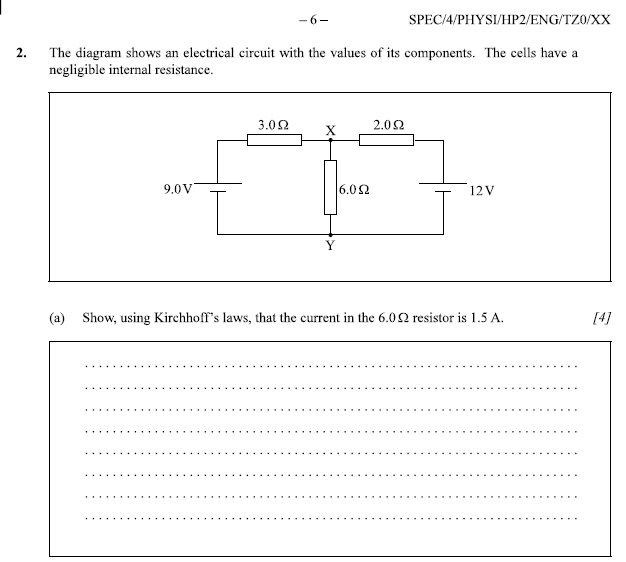 – 6 –
SPEC/4/PHYSI/HP2/ENG/TZ0/XX
2. The diagram shows an electrical circuit with the values of its components. The cells have a
negligible internal resistance.
3.0 Ω
X
2.0 Ω
9.0 V
6.0 Ω
12 V
Y
(a) Show, using Kirchhoff's laws, that the current in the 6.0 Ω resistor is 1.5 A. [4]